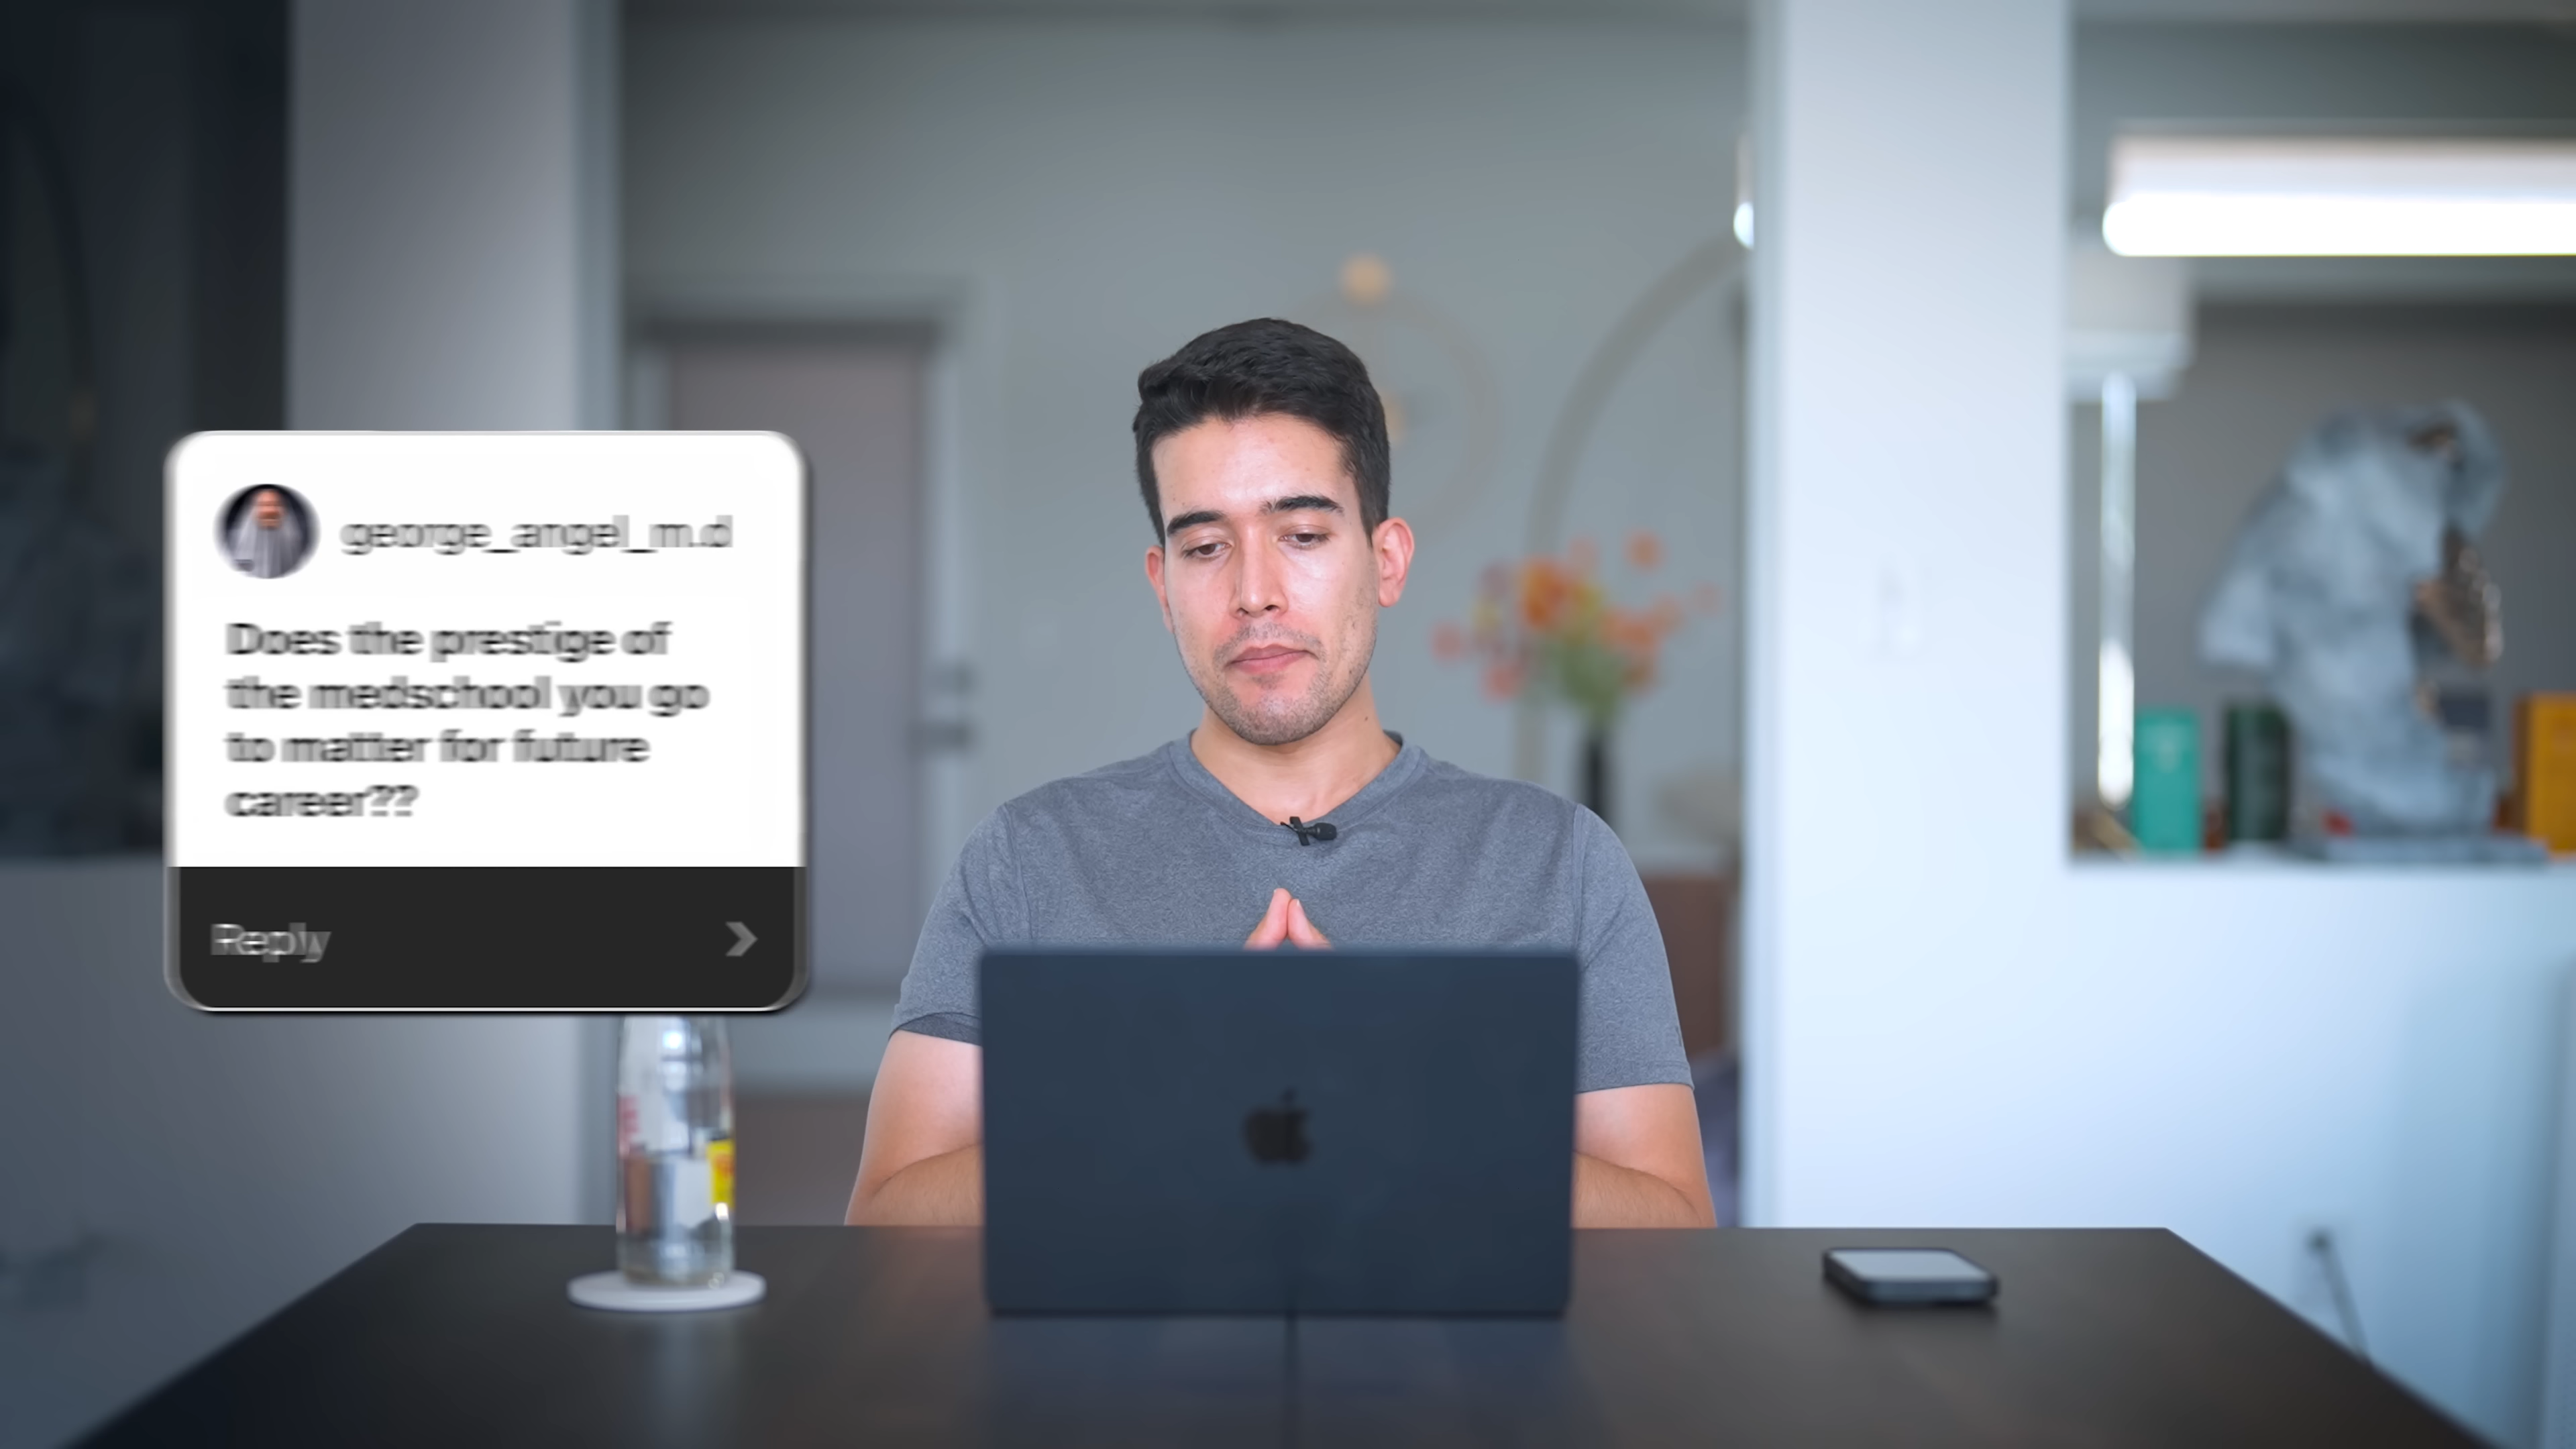 george_angel_m.d
Does the prestige of
the medschool you go
to matter for future
career??
Reply